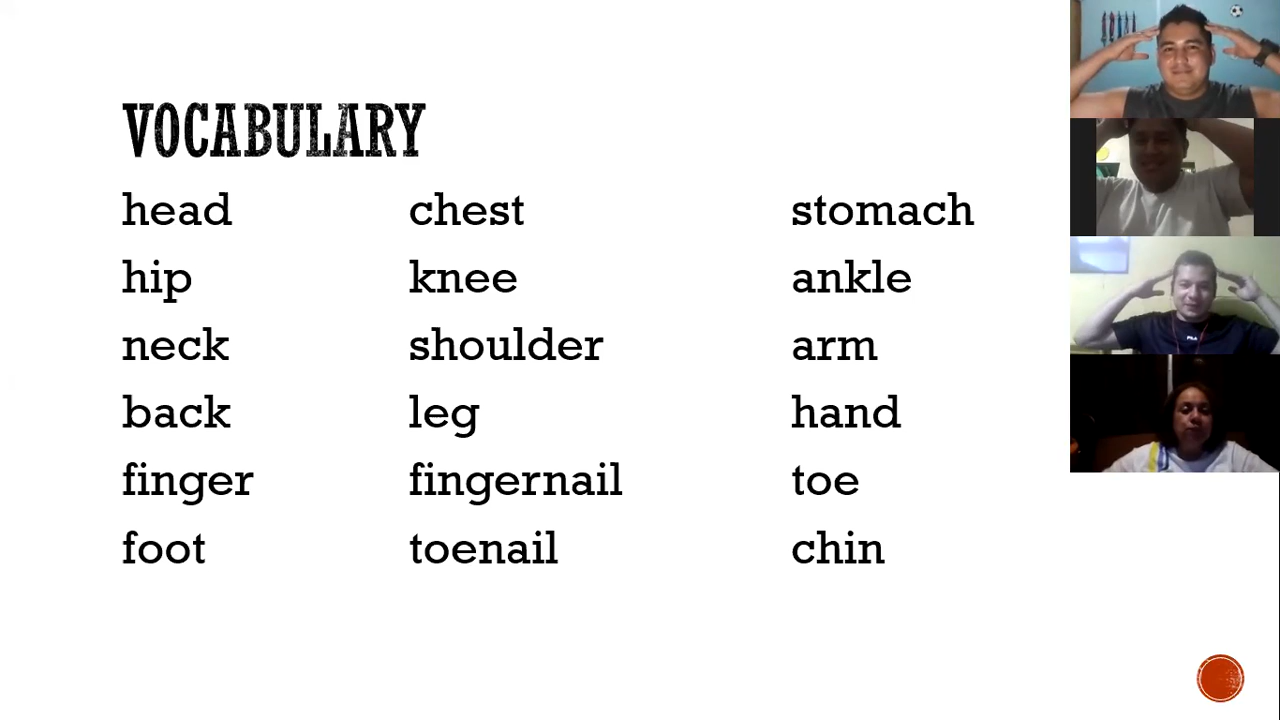 VOCABULARY
head chest stomach
hip knee ankle
neck shoulder arm
back leg hand
finger fingernail toe
foot toenail chin
FILA